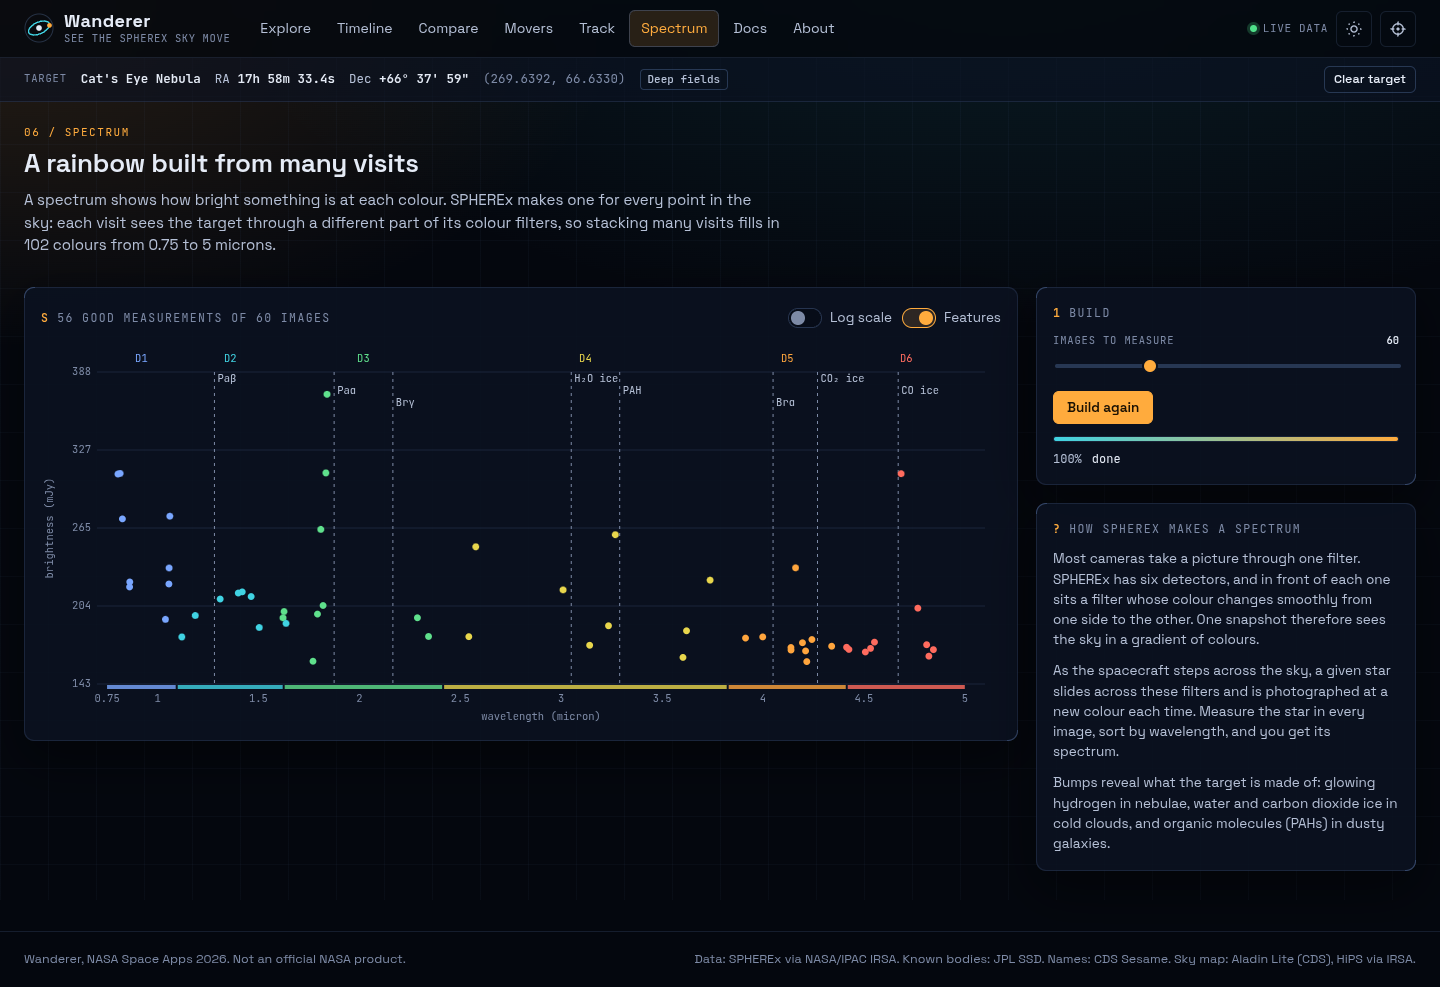 Wanderer
SEE THE SPHEREX SKY MOVE
Explore Timeline Compare Movers Track Spectrum Docs About
LIVE DATA
TARGET Cat's Eye Nebula RA 17h 58m 33.4s Dec +66° 37' 59" (269.6392, 66.6330) Deep fields
Clear target
06 / SPECTRUM
A rainbow built from many visits
A spectrum shows how bright something is at each colour. SPHEREx makes one for every point in the
sky: each visit sees the target through a different part of its colour filters, so stacking many visits fills in
102 colours from 0.75 to 5 microns.
S 56 GOOD MEASUREMENTS OF 60 IMAGES
Log scale Features
D1 D2 D3 D4 D5 D6
388
Paβ H₂O ice CO₂ ice
Paα PAH CO ice
Brγ Brα
327
265
204
143
brightness (mJy)
0.75 1 1.5 2 2.5 3 3.5 4 4.5 5
wavelength (micron)
1 BUILD
IMAGES TO MEASURE 60
Build again
100% done
? HOW SPHEREX MAKES A SPECTRUM
Most cameras take a picture through one filter.
SPHEREx has six detectors, and in front of each one
sits a filter whose colour changes smoothly from
one side to the other. One snapshot therefore sees
the sky in a gradient of colours.
As the spacecraft steps across the sky, a given star
slides across these filters and is photographed at a
new colour each time. Measure the star in every
image, sort by wavelength, and you get its
spectrum.
Bumps reveal what the target is made of: glowing
hydrogen in nebulae, water and carbon dioxide ice in
cold clouds, and organic molecules (PAHs) in dusty
galaxies.
Wanderer, NASA Space Apps 2026. Not an official NASA product.
Data: SPHEREx via NASA/IPAC IRSA. Known bodies: JPL SSD. Names: CDS Sesame. Sky map: Aladin Lite (CDS), HiPS via IRSA.